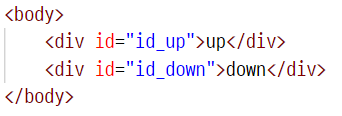 <body>
    <div id="id_up">up</div>
    <div id="id_down">down</div>
</body>